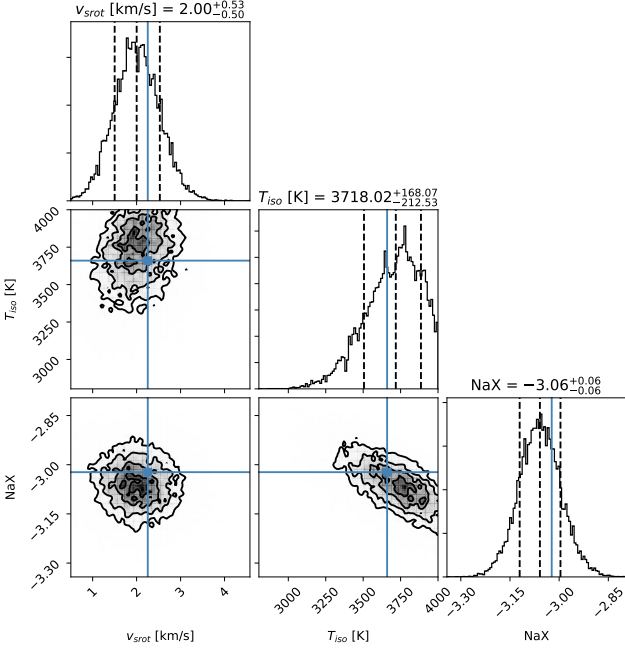 v_srot [km/s] = 2.00^{+0.53}_{-0.50}
T_iso [K] = 3718.02^{+168.07}_{-212.53}
4000
3750
3500
3250
3000
T_iso [K]
NaX = −3.06^{+0.06}_{-0.06}
−2.85
−3.00
−3.15
−3.30
NaX
1 2 3 4
3000 3250 3500 3750 4000
−3.30 −3.15 −3.00 −2.85
v_srot [km/s] T_iso [K] NaX